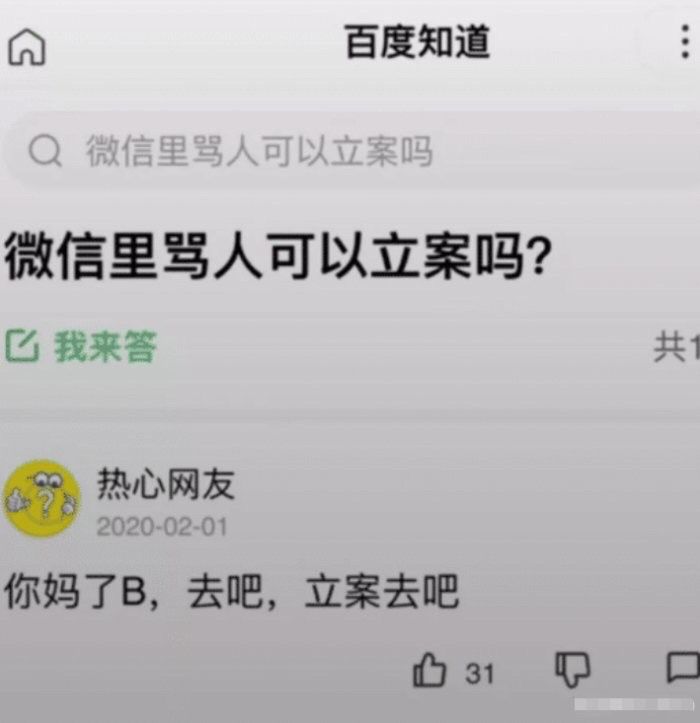 百度知道
微信里骂人可以立案吗
微信里骂人可以立案吗?
我来答
共1
热心网友
2020-02-01
你妈了B，去吧，立案去吧
31